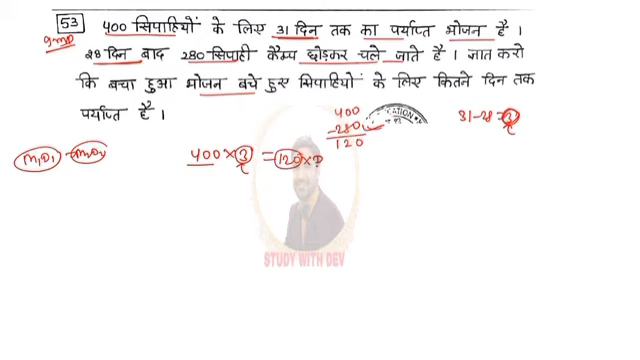 53 400 सिपाहियों के लिए 31 दिन तक का पर्याप्त भोजन है ।
28 दिन बाद 280 सिपाही कैम्प छोड़कर चले जाते है । ज्ञात करो
कि बचा हुआ भोजन बचे हुए सिपाहियों के लिए कितने दिन तक
पर्याप्त है ।
400
-280
120
31-28=3
M₁D₁ = M₂D₂
400×3 = 120×D
STUDY WITH DEV